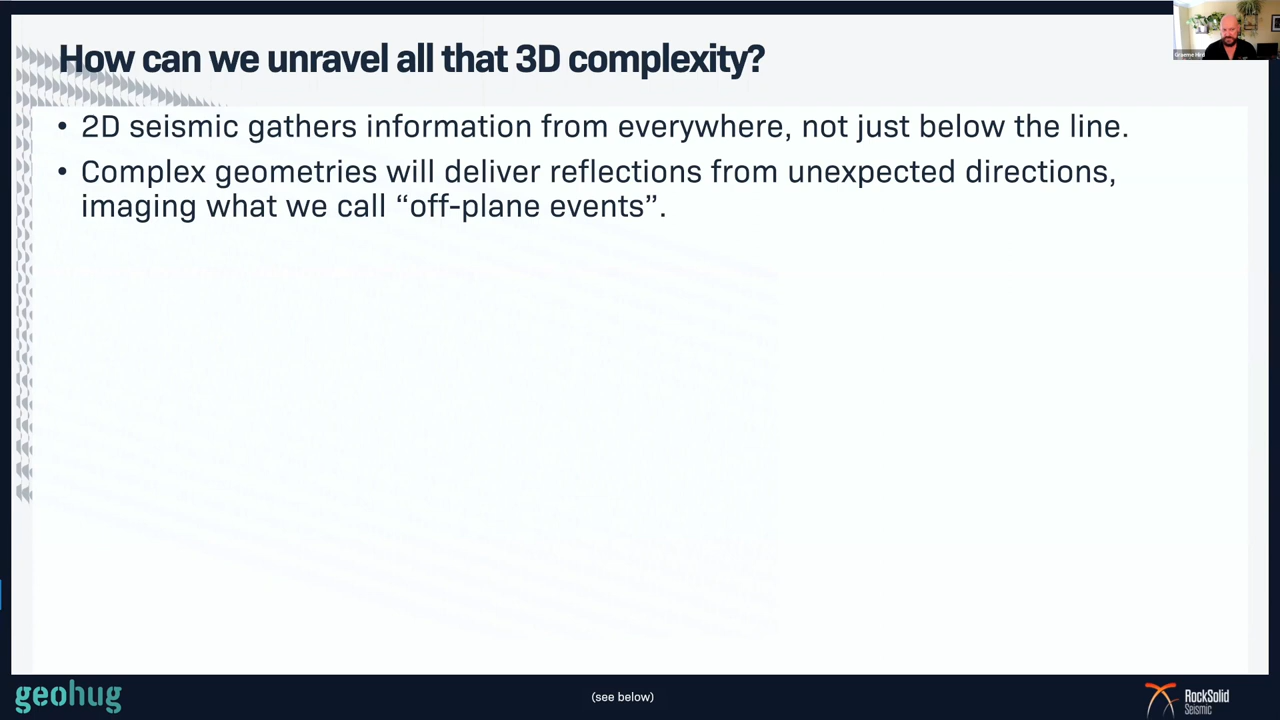 How can we unravel all that 3D complexity?
Graeme Hird
• 2D seismic gathers information from everywhere, not just below the line.
• Complex geometries will deliver reflections from unexpected directions,
imaging what we call “off-plane events”.
geohug
(see below)
RockSolid
Seismic